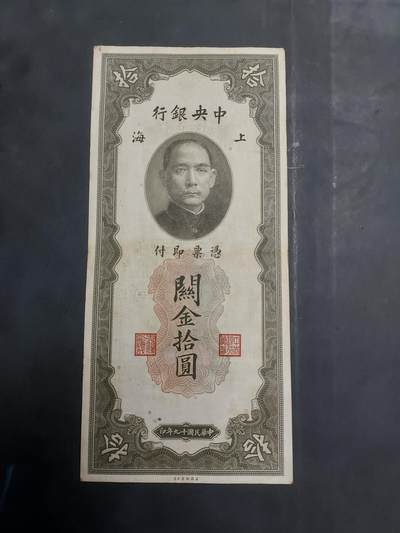 拾 拾
中央銀行
上海
憑票即付
關金拾圓
中華民國十九年印
拾 拾